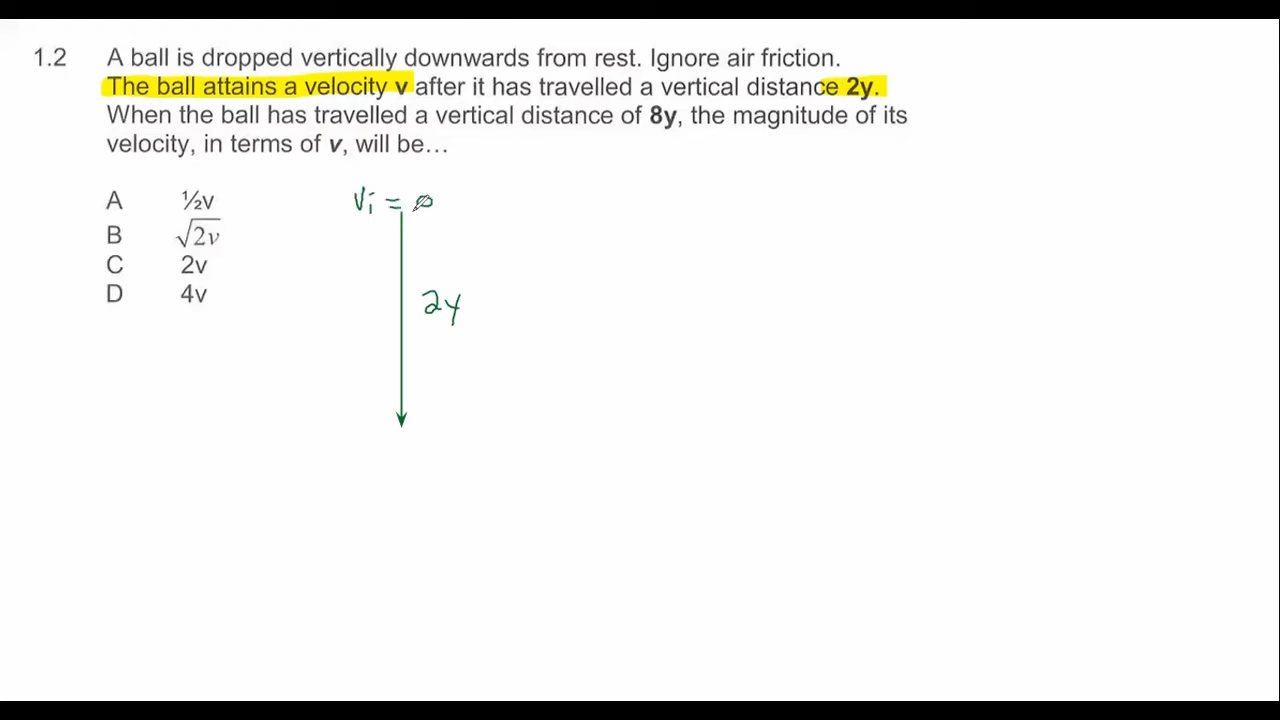 1.2 A ball is dropped vertically downwards from rest. Ignore air friction.
The ball attains a velocity v after it has travelled a vertical distance 2y.
When the ball has travelled a vertical distance of 8y, the magnitude of its
velocity, in terms of v, will be…
A ½v
B √2v
C 2v
D 4v
Vi = 0
2y